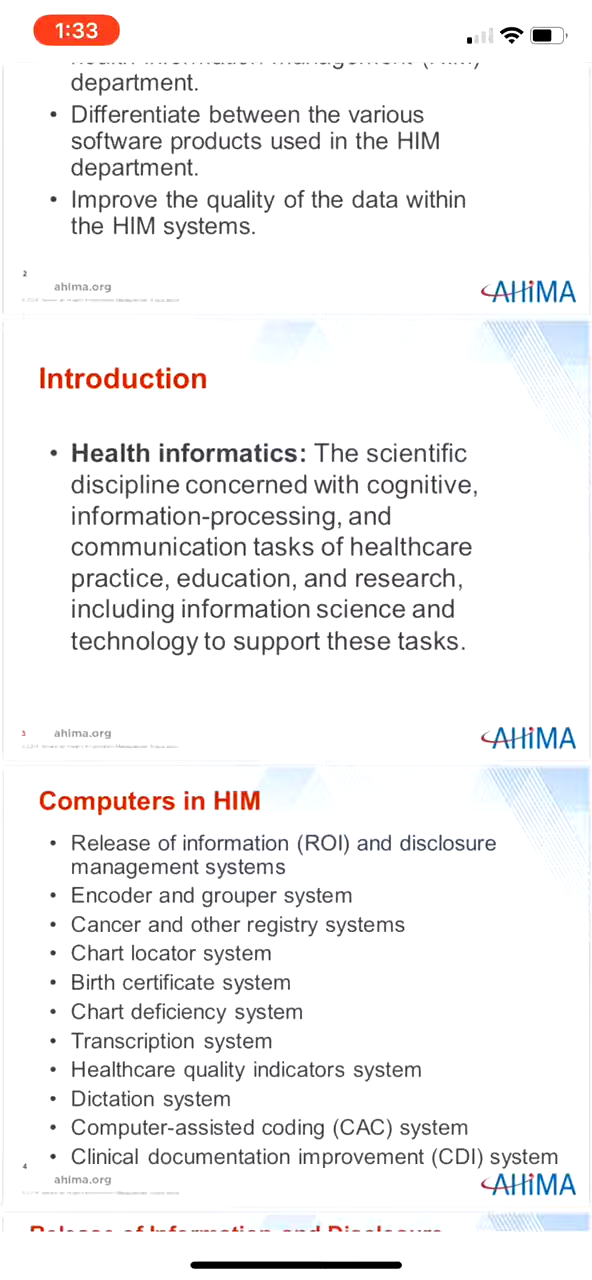 1:33
department.
• Differentiate between the various
software products used in the HIM
department.
• Improve the quality of the data within
the HIM systems.
2
ahima.org
AHiMA
Introduction
• Health informatics: The scientific
discipline concerned with cognitive,
information-processing, and
communication tasks of healthcare
practice, education, and research,
including information science and
technology to support these tasks.
3
ahima.org
AHiMA
Computers in HIM
• Release of information (ROI) and disclosure
management systems
• Encoder and grouper system
• Cancer and other registry systems
• Chart locator system
• Birth certificate system
• Chart deficiency system
• Transcription system
• Healthcare quality indicators system
• Dictation system
• Computer-assisted coding (CAC) system
• Clinical documentation improvement (CDI) system
4
ahima.org
AHiMA
Release of Information and Disclosure